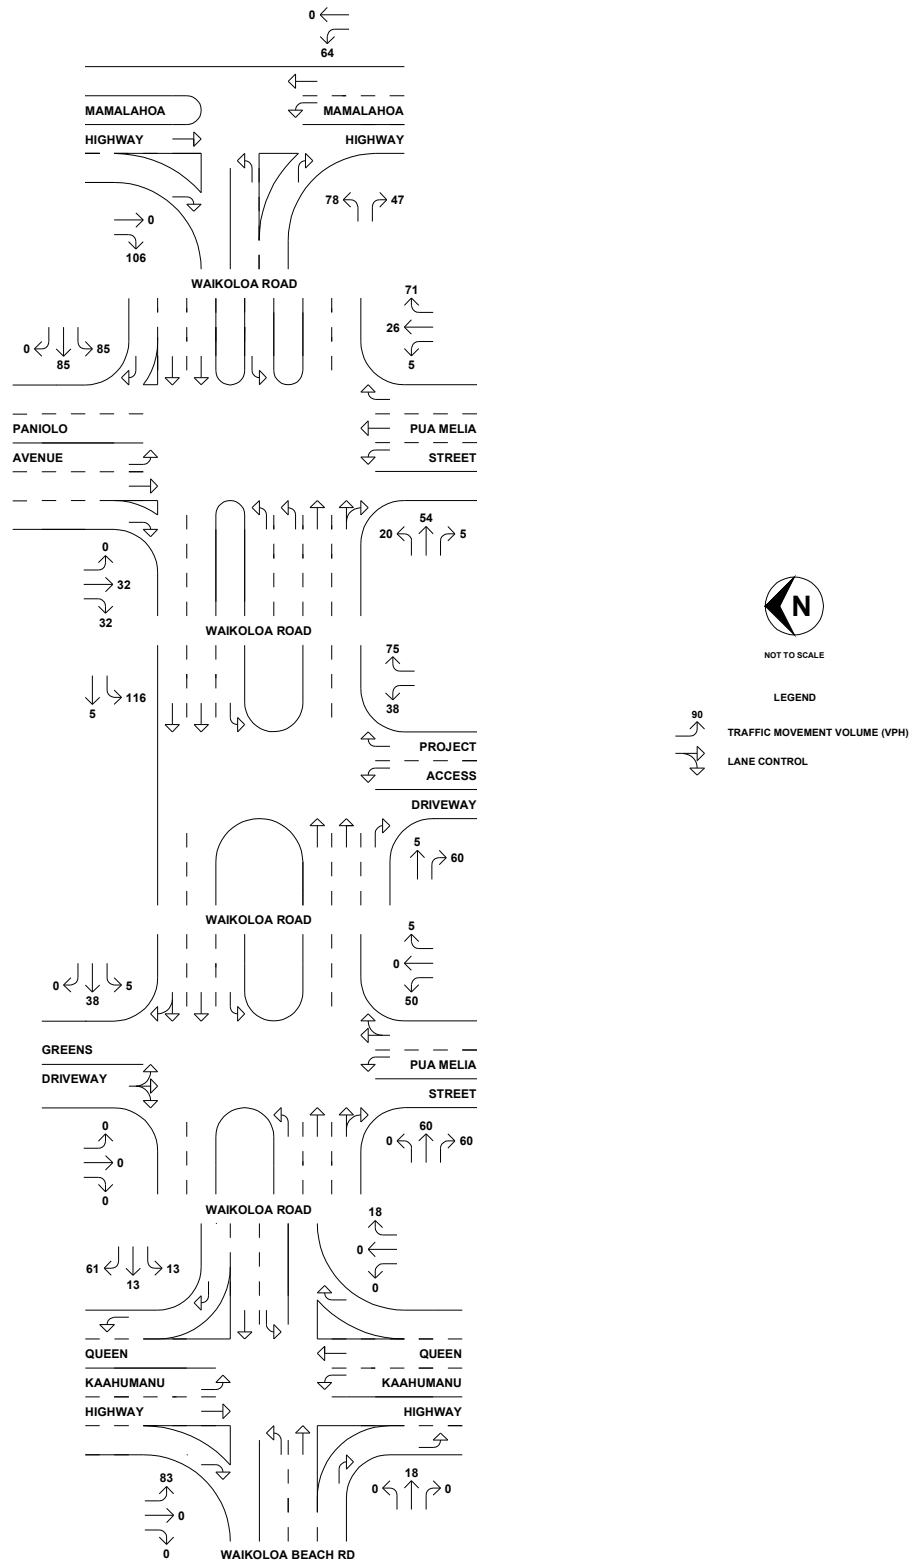 0
64
MAMALAHOA MAMALAHOA
HIGHWAY HIGHWAY
78 47
0
106
WAIKOLOA ROAD
71
26
0 85
85
5
PANIOLO PUA MELIA
AVENUE STREET
54
20 5
0
32
32
WAIKOLOA ROAD
N
NOT TO SCALE
75
116
LEGEND
5
38
90
TRAFFIC MOVEMENT VOLUME (VPH)
PROJECT
LANE CONTROL
ACCESS
DRIVEWAY
5
60
WAIKOLOA ROAD
5
0
0 5
38
50
GREENS
DRIVEWAY PUA MELIA
STREET
0 60
0 0 60
0
WAIKOLOA ROAD
18
0
61 13
13
0
QUEEN QUEEN
KAAHUMANU KAAHUMANU
HIGHWAY HIGHWAY
83 18
0 0
0
0
WAIKOLOA BEACH RD